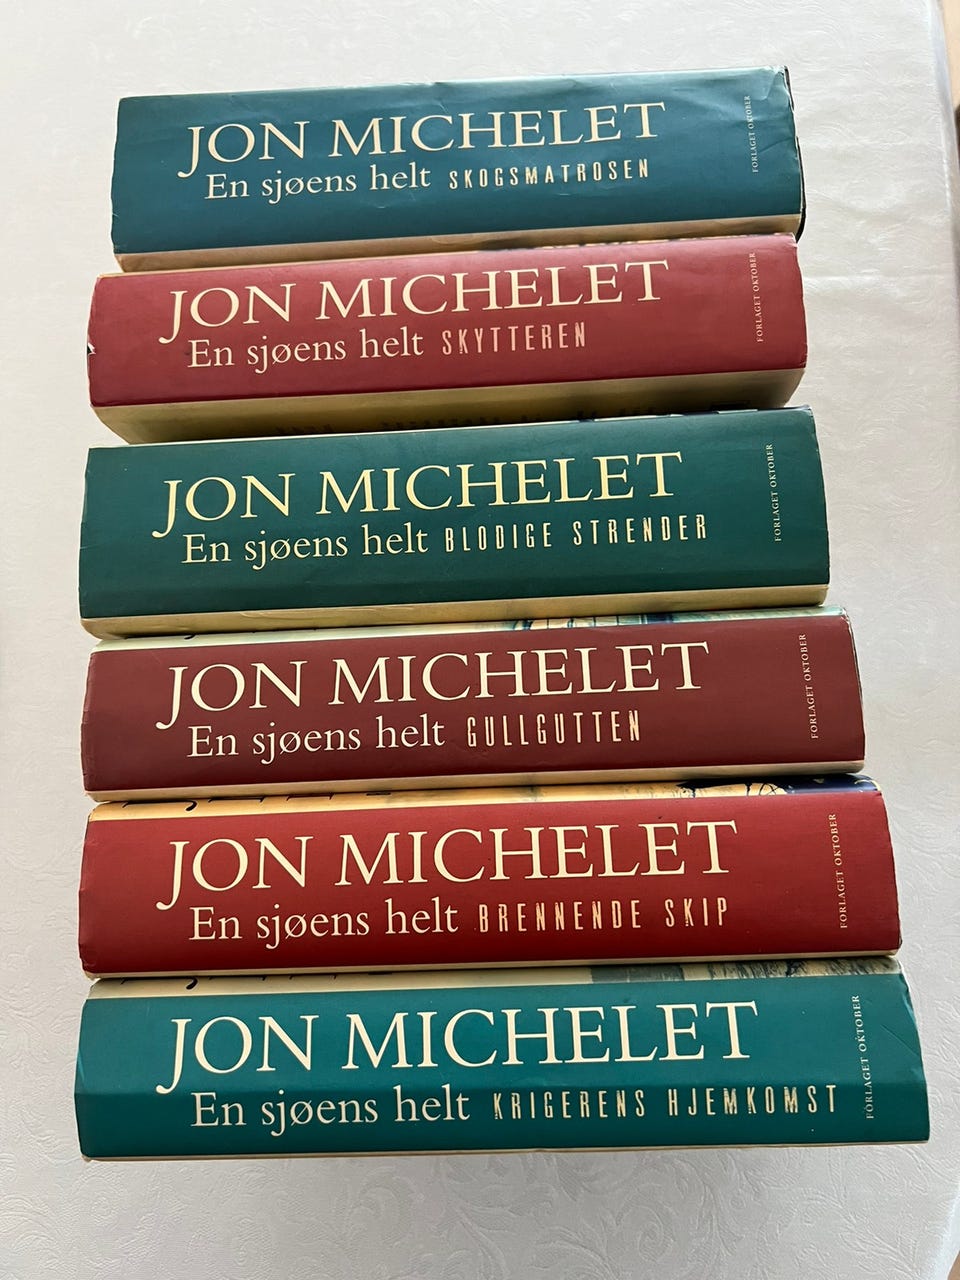 JON MICHELET
En sjøens helt SKOGSMATROSEN
FORLAGET OKTOBER
JON MICHELET
En sjøens helt SKYTTEREN
FORLAGET OKTOBER
JON MICHELET
En sjøens helt BLODIGE STRENDER
FORLAGET OKTOBER
JON MICHELET
En sjøens helt GULLGUTTEN
FORLAGET OKTOBER
JON MICHELET
En sjøens helt BRENNENDE SKIP
FORLAGET OKTOBER
JON MICHELET
En sjøens helt KRIGERENS HJEMKOMST
FORLAGET OKTOBER